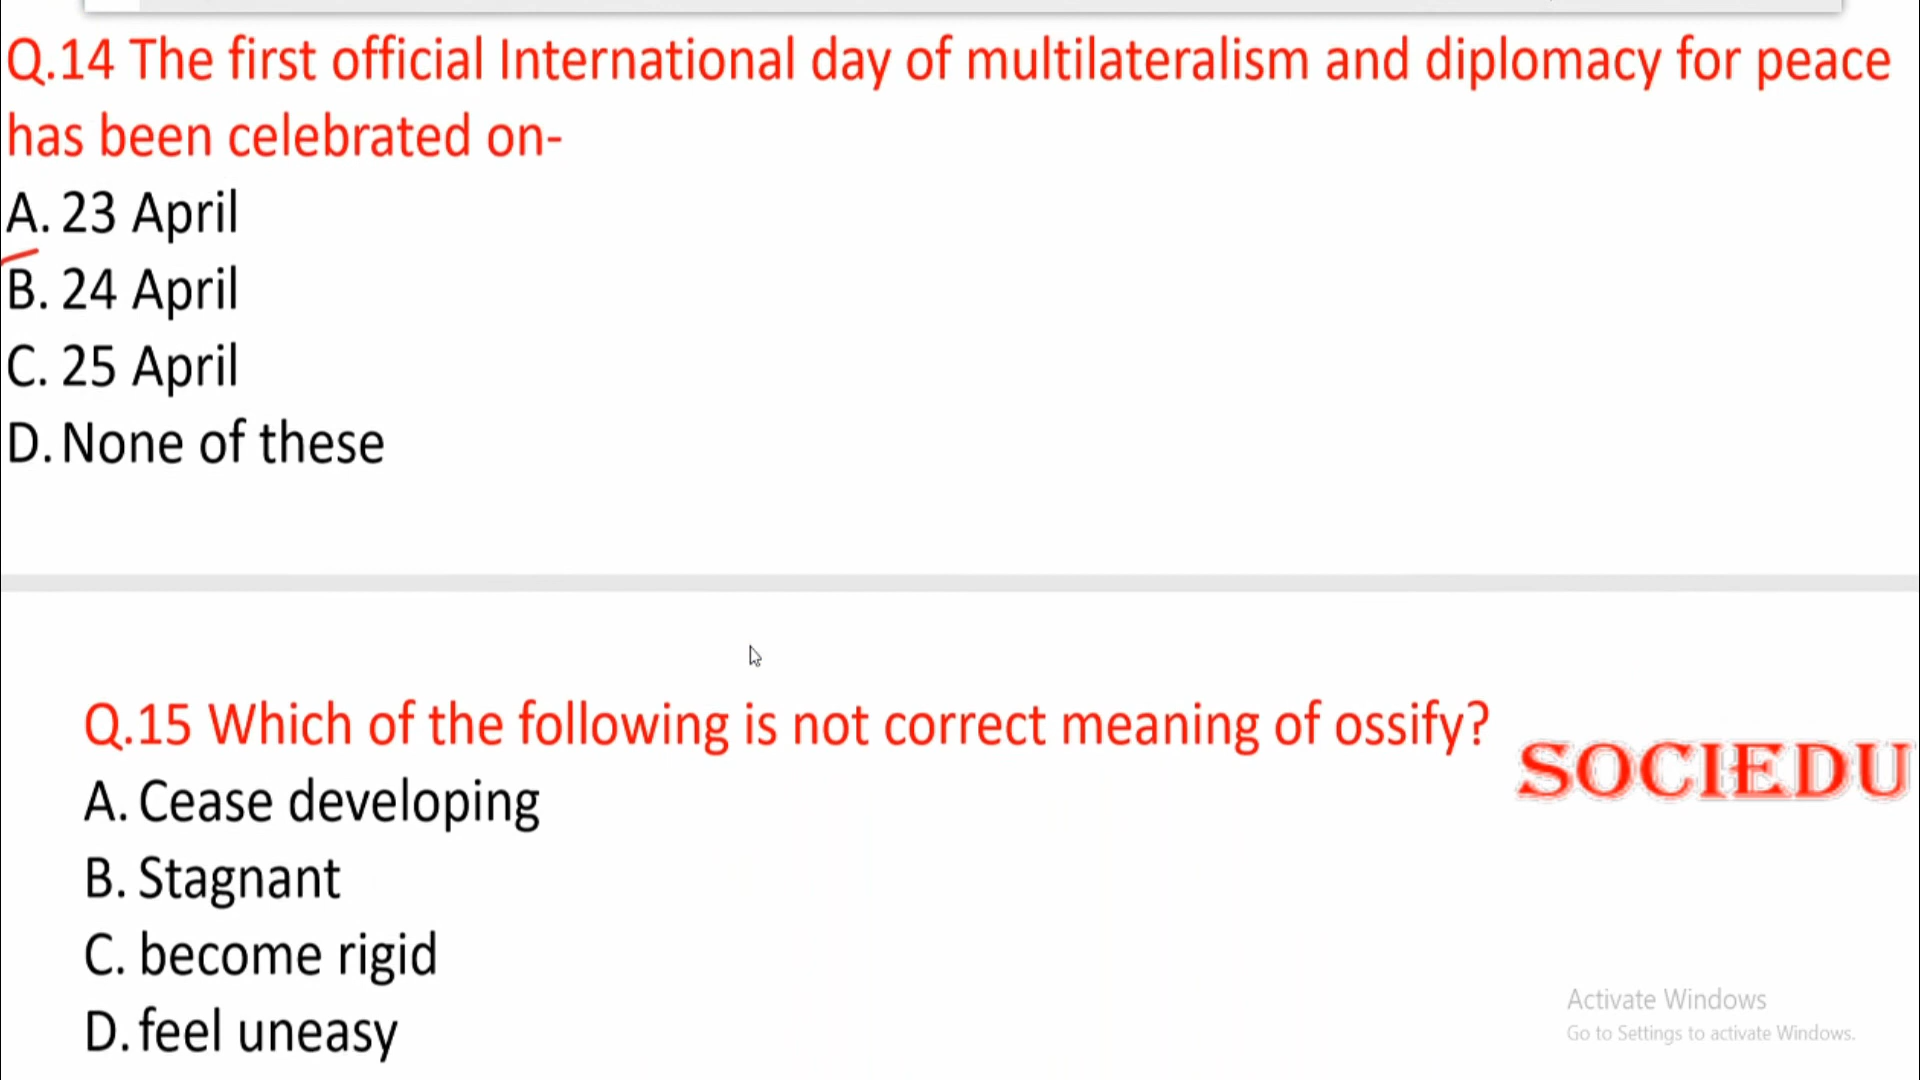 Q.14 The first official International day of multilateralism and diplomacy for peace
has been celebrated on-
A. 23 April
B. 24 April
C. 25 April
D. None of these
Q.15 Which of the following is not correct meaning of ossify?
SOCIEDU
A. Cease developing
B. Stagnant
C. become rigid
D. feel uneasy
Activate Windows
Go to Settings to activate Windows.